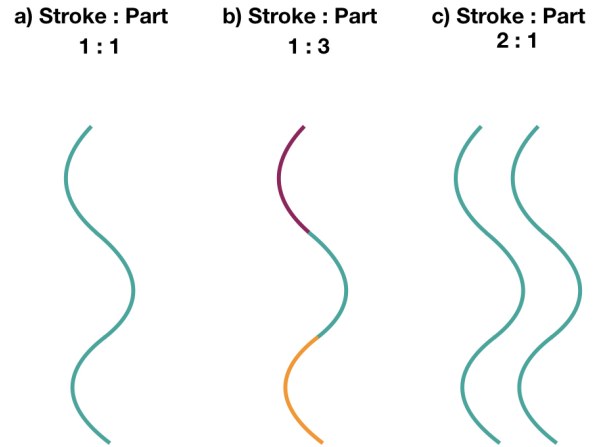 a) Stroke : Part
1 : 1
b) Stroke : Part
1 : 3
c) Stroke : Part
2 : 1